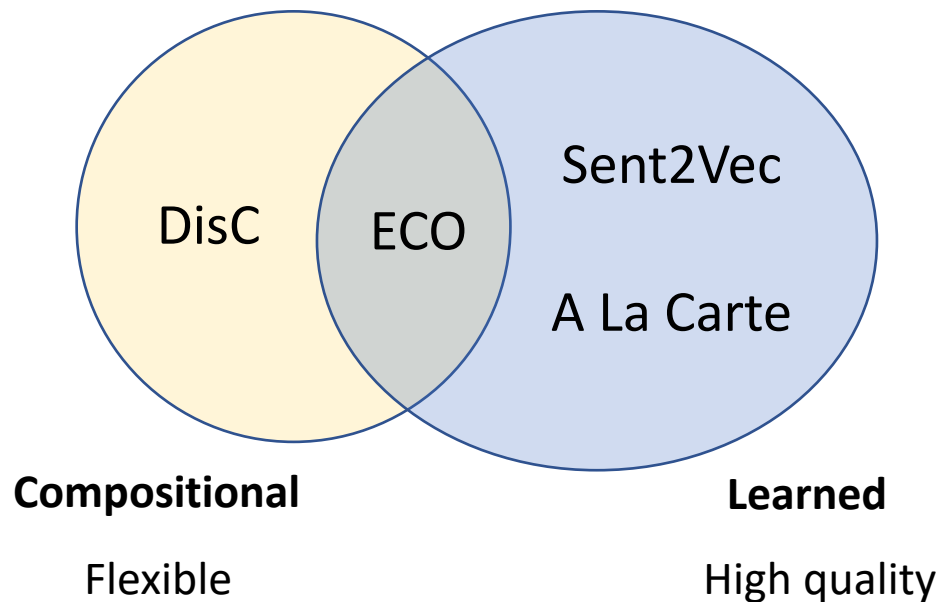 Sent2Vec
DisC
ECO
A La Carte
Compositional
Learned
Flexible
High quality